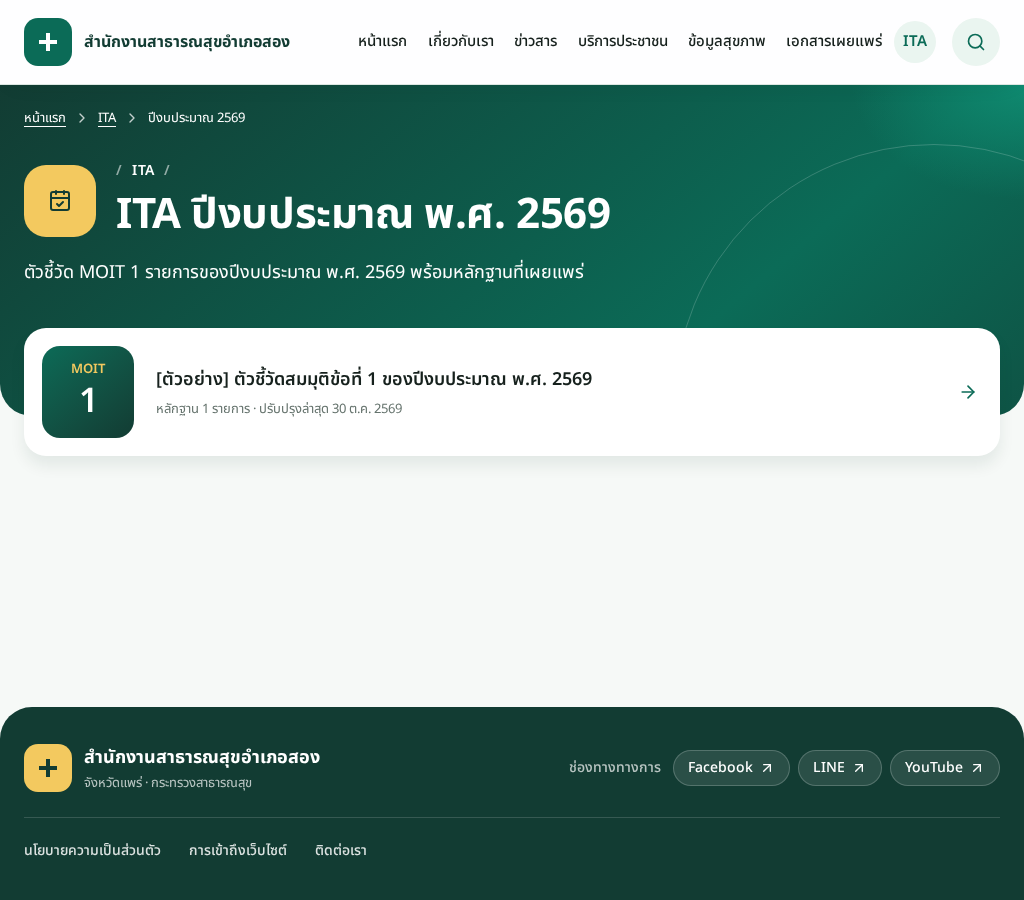 สำนักงานสาธารณสุขอำเภอสอง
หน้าแรก เกี่ยวกับเรา ข่าวสาร บริการประชาชน ข้อมูลสุขภาพ เอกสารเผยแพร่ ITA
หน้าแรก ITA ปีงบประมาณ 2569
/ ITA /
ITA ปีงบประมาณ พ.ศ. 2569
ตัวชี้วัด MOIT 1 รายการของปีงบประมาณ พ.ศ. 2569 พร้อมหลักฐานที่เผยแพร่
MOIT
1
[ตัวอย่าง] ตัวชี้วัดสมมุติข้อที่ 1 ของปีงบประมาณ พ.ศ. 2569
หลักฐาน 1 รายการ · ปรับปรุงล่าสุด 30 ต.ค. 2569
สำนักงานสาธารณสุขอำเภอสอง
จังหวัดแพร่ · กระทรวงสาธารณสุข
ช่องทางทางการ Facebook LINE YouTube
นโยบายความเป็นส่วนตัว การเข้าถึงเว็บไซต์ ติดต่อเรา